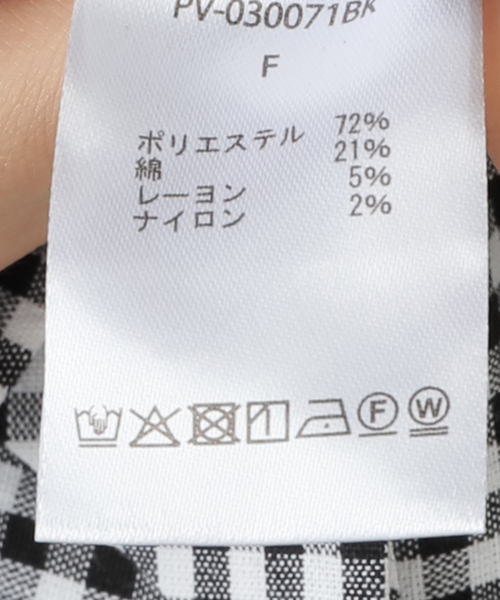 PV-030071BK
F
ポリエステル 72%
綿 21%
レーヨン 5%
ナイロン 2%
F W